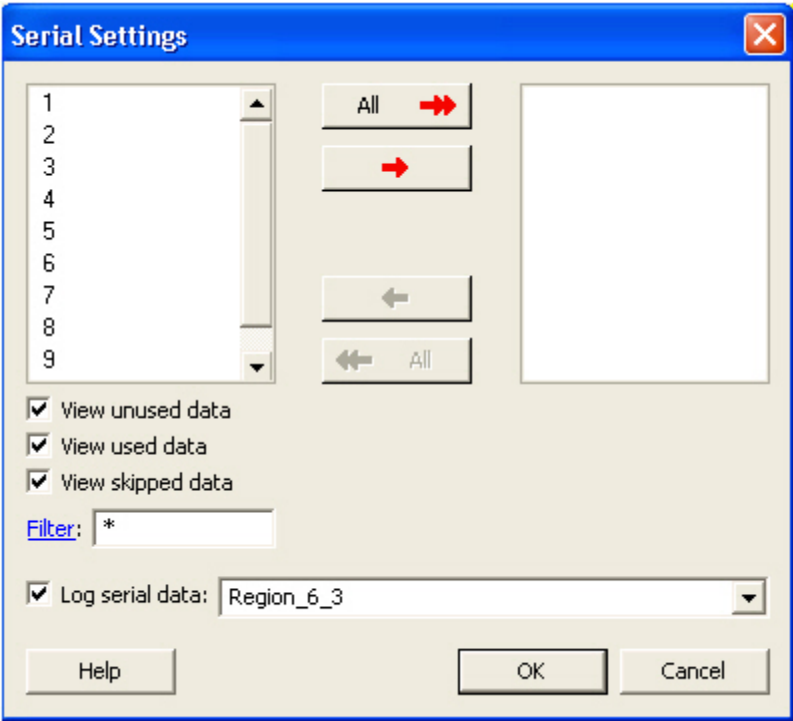 Serial Settings
1
2
3
4
5
6
7
8
9
All
All
View unused data
View used data
View skipped data
Filter: *
Log serial data: Region_6_3
Help OK Cancel